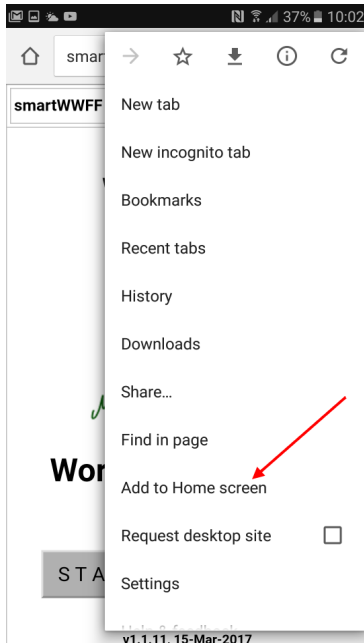 37% 10:02
smar
smartWWFF
New tab
New incognito tab
Bookmarks
Recent tabs
History
Downloads
Share...
Find in page
Wor
Add to Home screen
Request desktop site
STA
Settings
v1.1.11, 15-Mar-2017